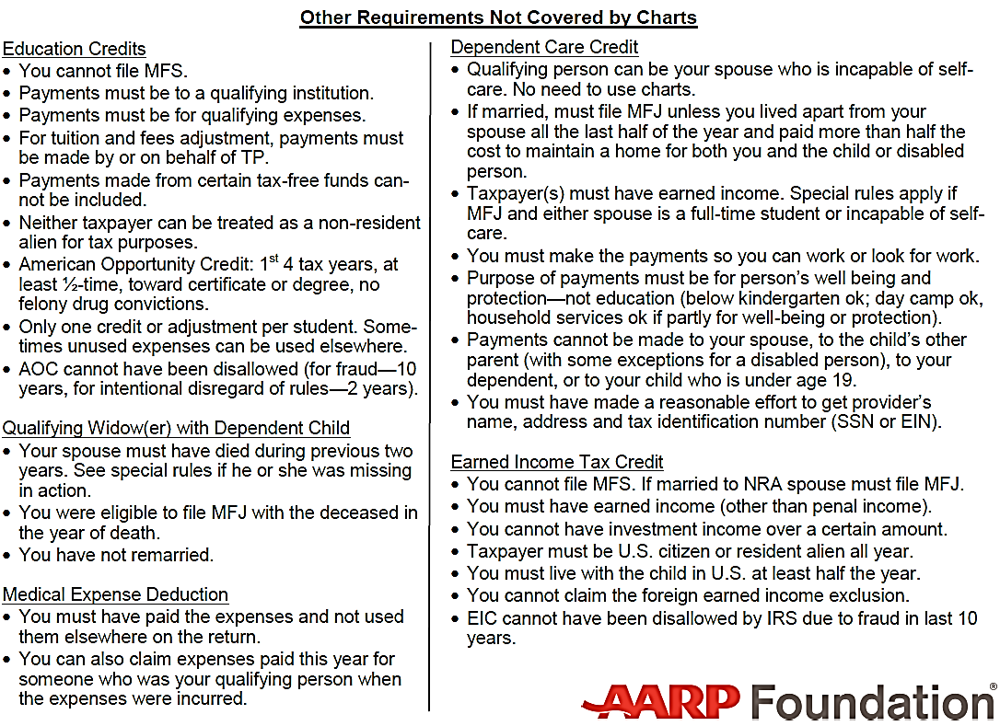 Other Requirements Not Covered by Charts
Education Credits
• You cannot file MFS.
• Payments must be to a qualifying institution.
• Payments must be for qualifying expenses.
• For tuition and fees adjustment, payments must
be made by or on behalf of TP.
• Payments made from certain tax-free funds can-
not be included.
• Neither taxpayer can be treated as a non-resident
alien for tax purposes.
• American Opportunity Credit: 1st 4 tax years, at
least ½-time, toward certificate or degree, no
felony drug convictions.
• Only one credit or adjustment per student. Some-
times unused expenses can be used elsewhere.
• AOC cannot have been disallowed (for fraud—10
years, for intentional disregard of rules—2 years).
Qualifying Widow(er) with Dependent Child
• Your spouse must have died during previous two
years. See special rules if he or she was missing
in action.
• You were eligible to file MFJ with the deceased in
the year of death.
• You have not remarried.
Medical Expense Deduction
• You must have paid the expenses and not used
them elsewhere on the return.
• You can also claim expenses paid this year for
someone who was your qualifying person when
the expenses were incurred.
Dependent Care Credit
• Qualifying person can be your spouse who is incapable of self-
care. No need to use charts.
• If married, must file MFJ unless you lived apart from your
spouse all the last half of the year and paid more than half the
cost to maintain a home for both you and the child or disabled
person.
• Taxpayer(s) must have earned income. Special rules apply if
MFJ and either spouse is a full-time student or incapable of self-
care.
• You must make the payments so you can work or look for work.
• Purpose of payments must be for person's well being and
protection—not education (below kindergarten ok; day camp ok,
household services ok if partly for well-being or protection).
• Payments cannot be made to your spouse, to the child's other
parent (with some exceptions for a disabled person), to your
dependent, or to your child who is under age 19.
• You must have made a reasonable effort to get provider's
name, address and tax identification number (SSN or EIN).
Earned Income Tax Credit
• You cannot file MFS. If married to NRA spouse must file MFJ.
• You must have earned income (other than penal income).
• You cannot have investment income over a certain amount.
• Taxpayer must be U.S. citizen or resident alien all year.
• You must live with the child in U.S. at least half the year.
• You cannot claim the foreign earned income exclusion.
• EIC cannot have been disallowed by IRS due to fraud in last 10
years.
AARP Foundation®